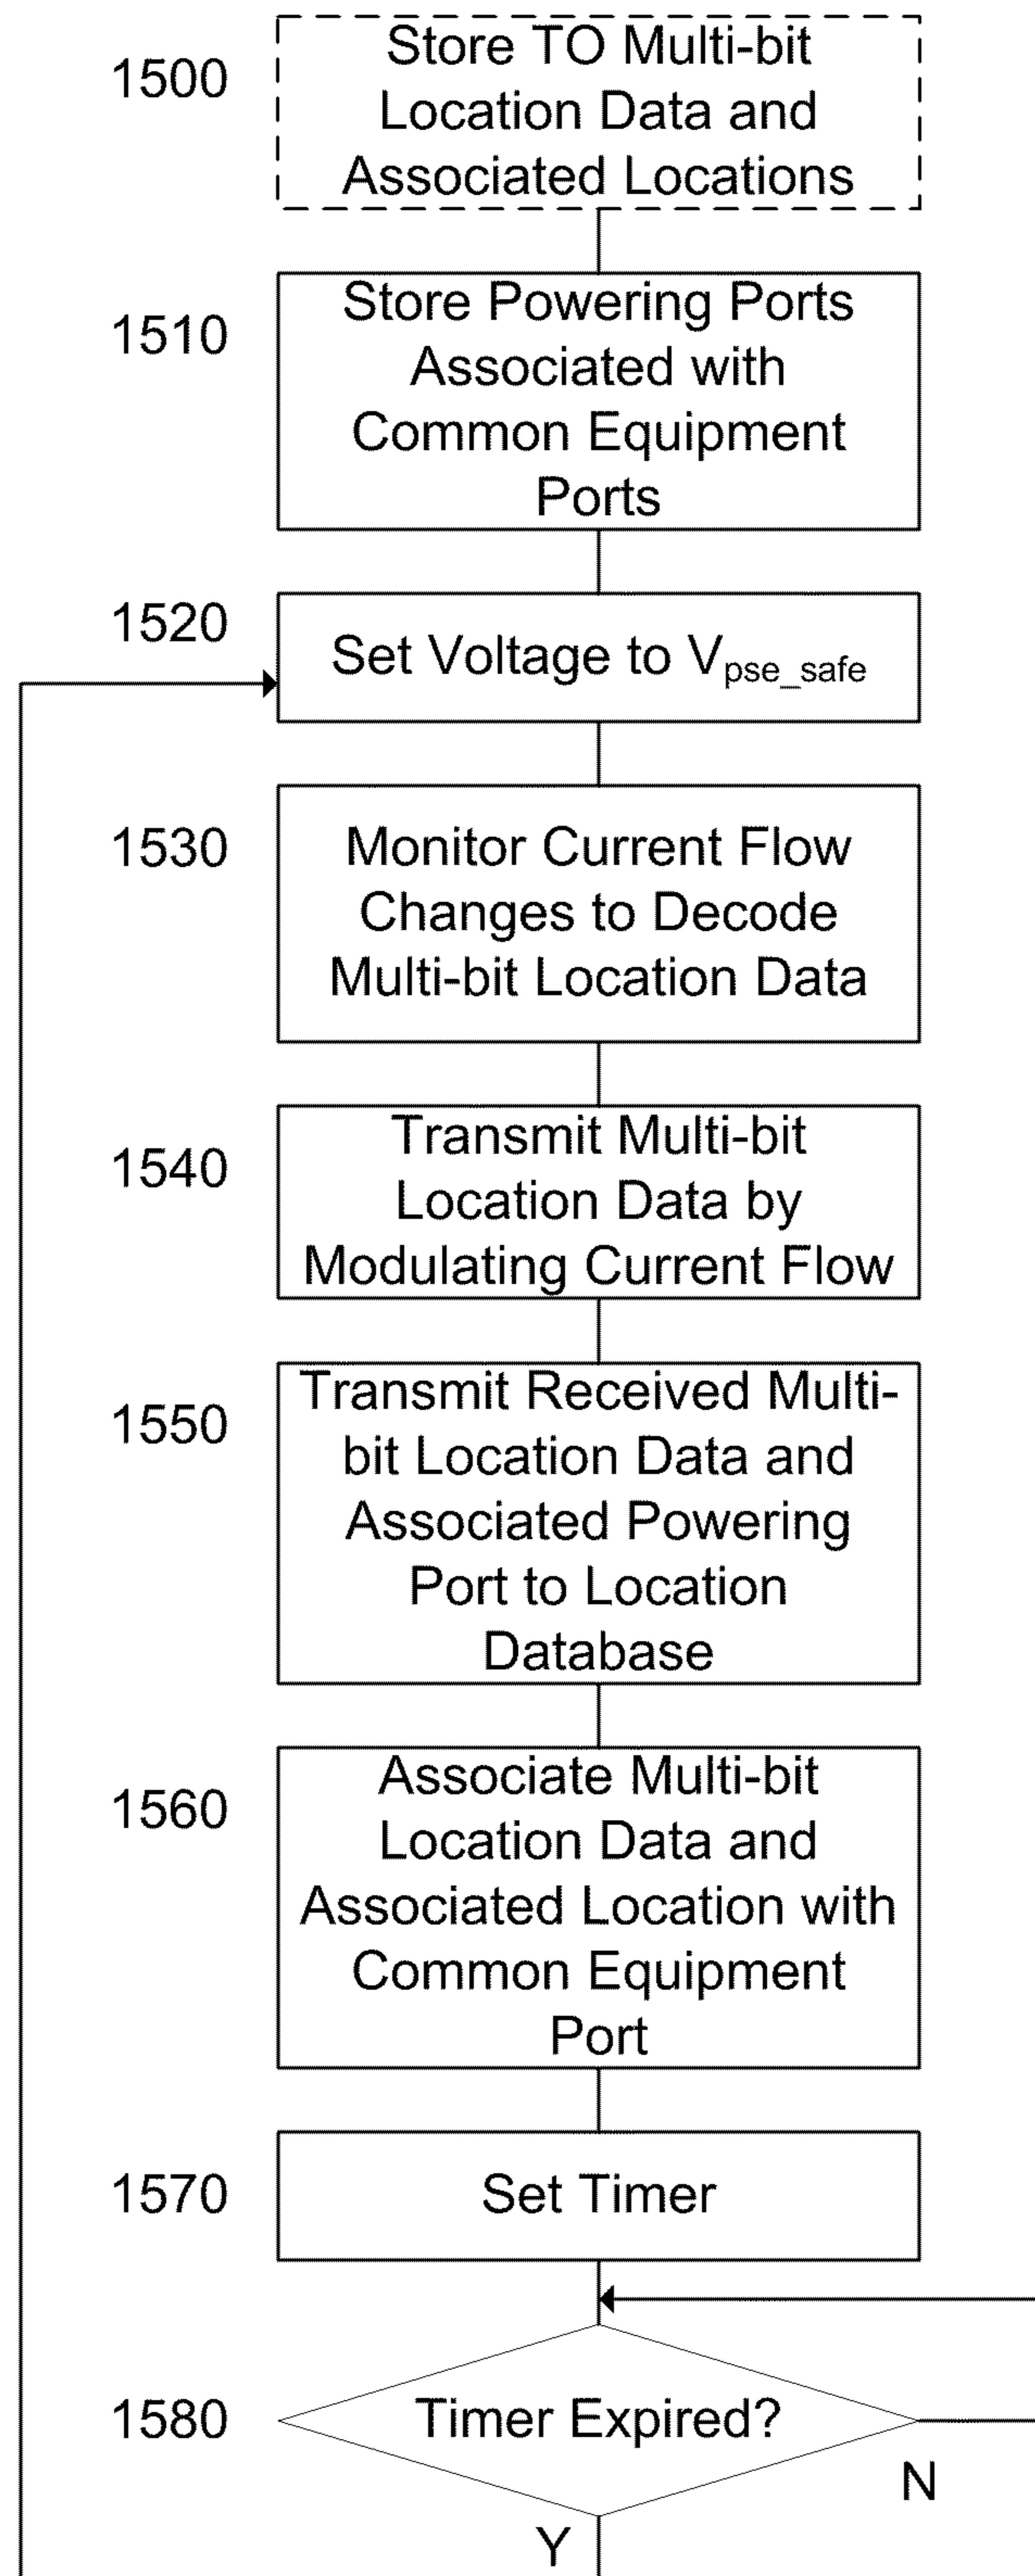 1500
Store TO Multi-bit
Location Data and
Associated Locations
1510
Store Powering Ports
Associated with
Common Equipment
Ports
1520
Set Voltage to Vpse_safe
1530
Monitor Current Flow
Changes to Decode
Multi-bit Location Data
1540
Transmit Multi-bit
Location Data by
Modulating Current Flow
1550
Transmit Received Multi-
bit Location Data and
Associated Powering
Port to Location
Database
1560
Associate Multi-bit
Location Data and
Associated Location with
Common Equipment
Port
1570
Set Timer
1580
Timer Expired?
N
Y